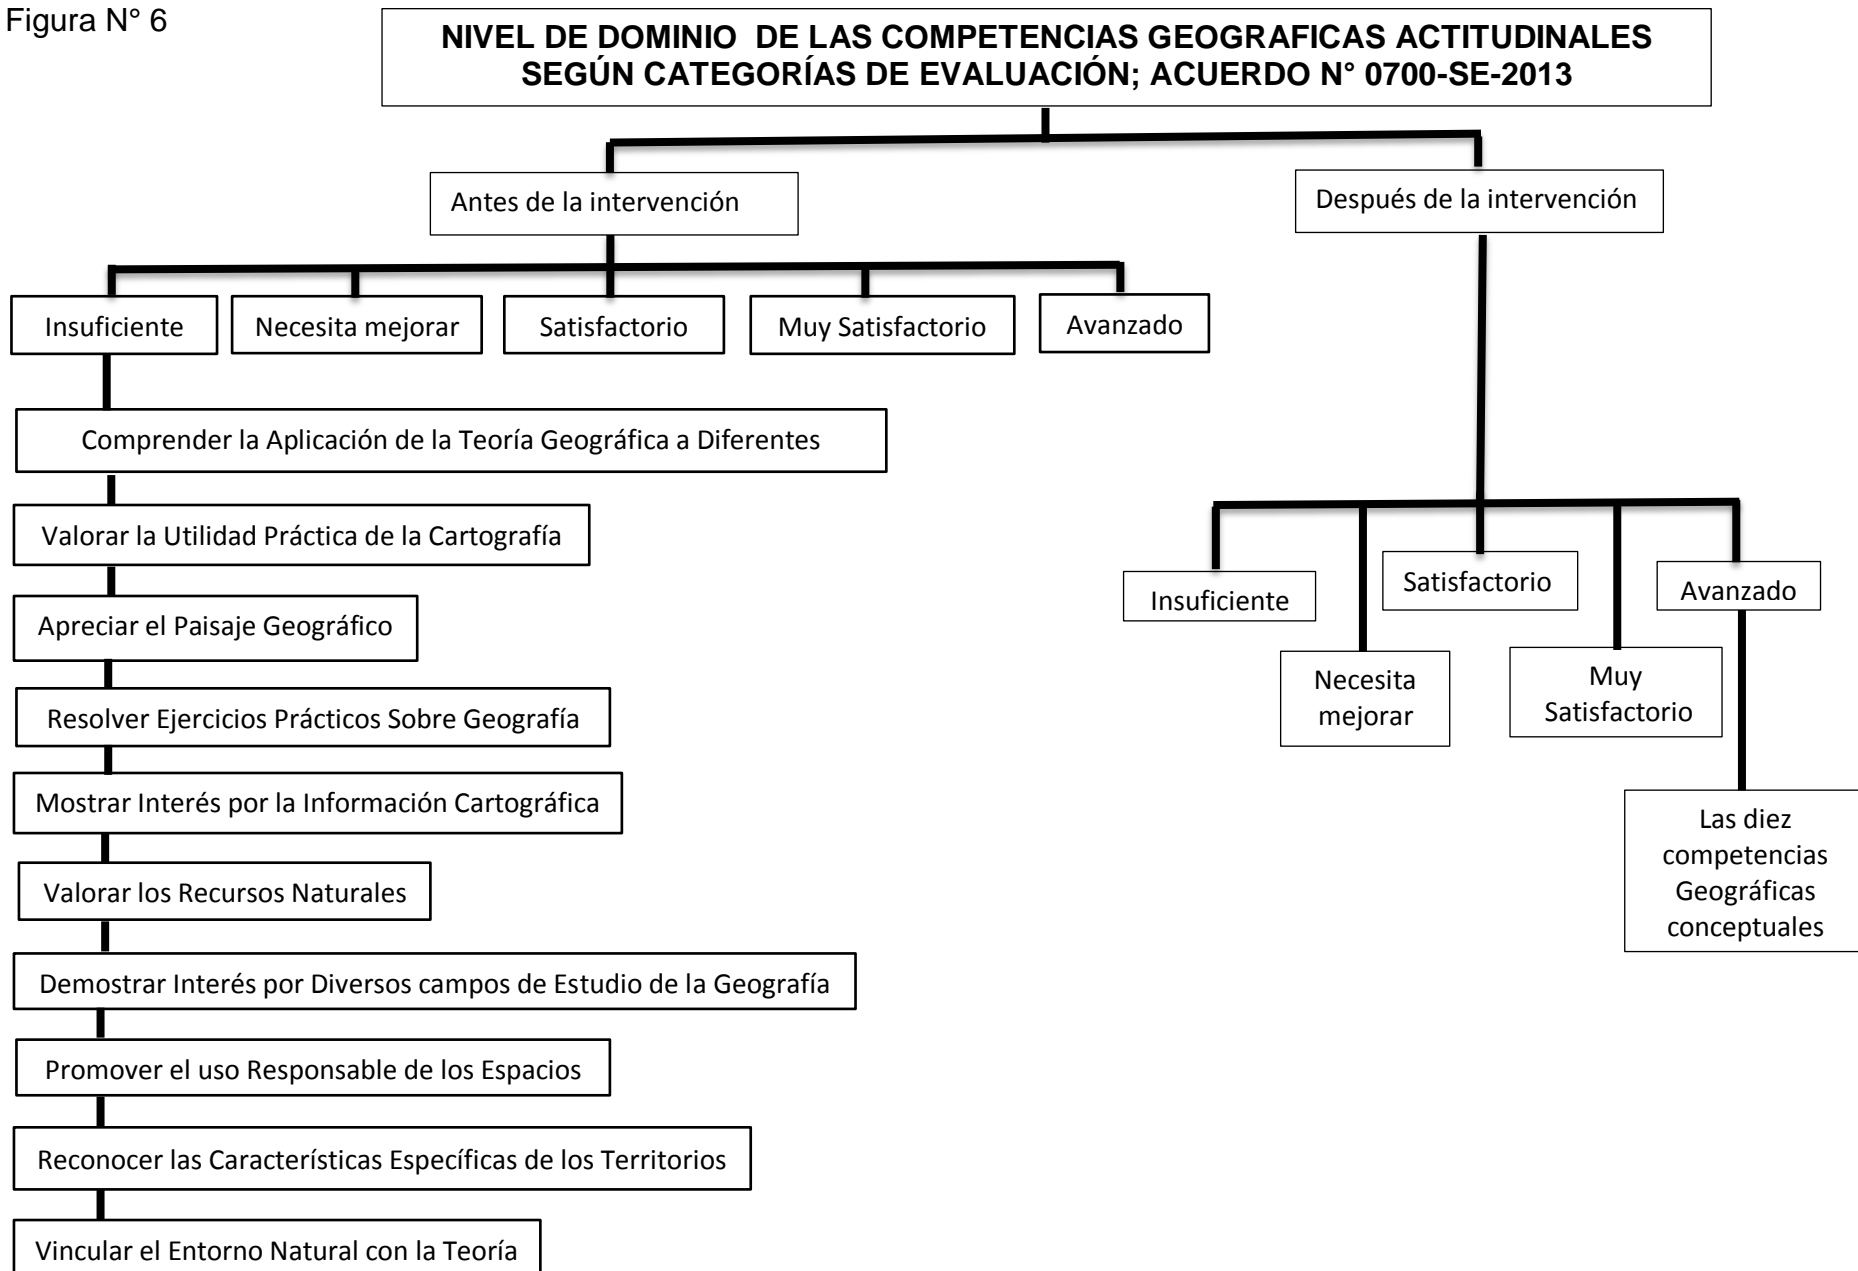 Figura N° 6
NIVEL DE DOMINIO DE LAS COMPETENCIAS GEOGRAFICAS ACTITUDINALES
SEGÚN CATEGORÍAS DE EVALUACIÓN; ACUERDO N° 0700-SE-2013
Antes de la intervención
Después de la intervención
Insuficiente
Necesita mejorar
Satisfactorio
Muy Satisfactorio
Avanzado
Comprender la Aplicación de la Teoría Geográfica a Diferentes
Valorar la Utilidad Práctica de la Cartografía
Apreciar el Paisaje Geográfico
Resolver Ejercicios Prácticos Sobre Geografía
Mostrar Interés por la Información Cartográfica
Valorar los Recursos Naturales
Demostrar Interés por Diversos campos de Estudio de la Geografía
Promover el uso Responsable de los Espacios
Reconocer las Características Específicas de los Territorios
Vincular el Entorno Natural con la Teoría
Insuficiente
Necesita
mejorar
Satisfactorio
Muy
Satisfactorio
Avanzado
Las diez
competencias
Geográficas
conceptuales